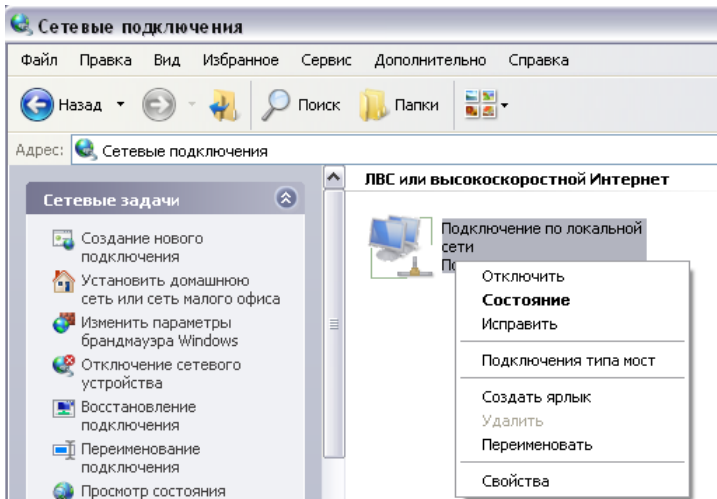 Сетевые подключения
Файл Правка Вид Избранное Сервис Дополнительно Справка
Назад Поиск Папки
Адрес: Сетевые подключения
Сетевые задачи
Создание нового
подключения
Установить домашнюю
сеть или сеть малого офиса
Изменить параметры
брандмауэра Windows
Отключение сетевого
устройства
Восстановление
подключения
Переименование
подключения
Просмотр состояния
ЛВС или высокоскоростной Интернет
Подключение по локальной
сети
Отключить
Состояние
Исправить
Подключения типа мост
Создать ярлык
Удалить
Переименовать
Свойства